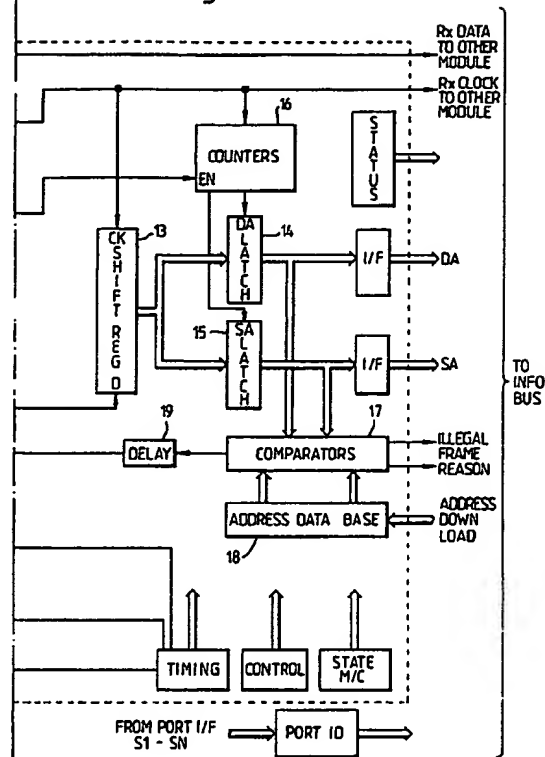 Rx DATA
TO OTHER
MODULE
Rx CLOCK
TO OTHER
MODULE
16
COUNTERS
EN
STATUS
13
CK
SHIFT REG
D
14
DA
LATCH
I/F
DA
15
SA
LATCH
I/F
SA
TO
INFO
BUS
19
DELAY
17
COMPARATORS
ILLEGAL
FRAME
REASON
ADDRESS DATA BASE
18
ADDRESS
DOWN
LOAD
TIMING
CONTROL
STATE
M/C
FROM PORT I/F
S1 - SN
PORT ID